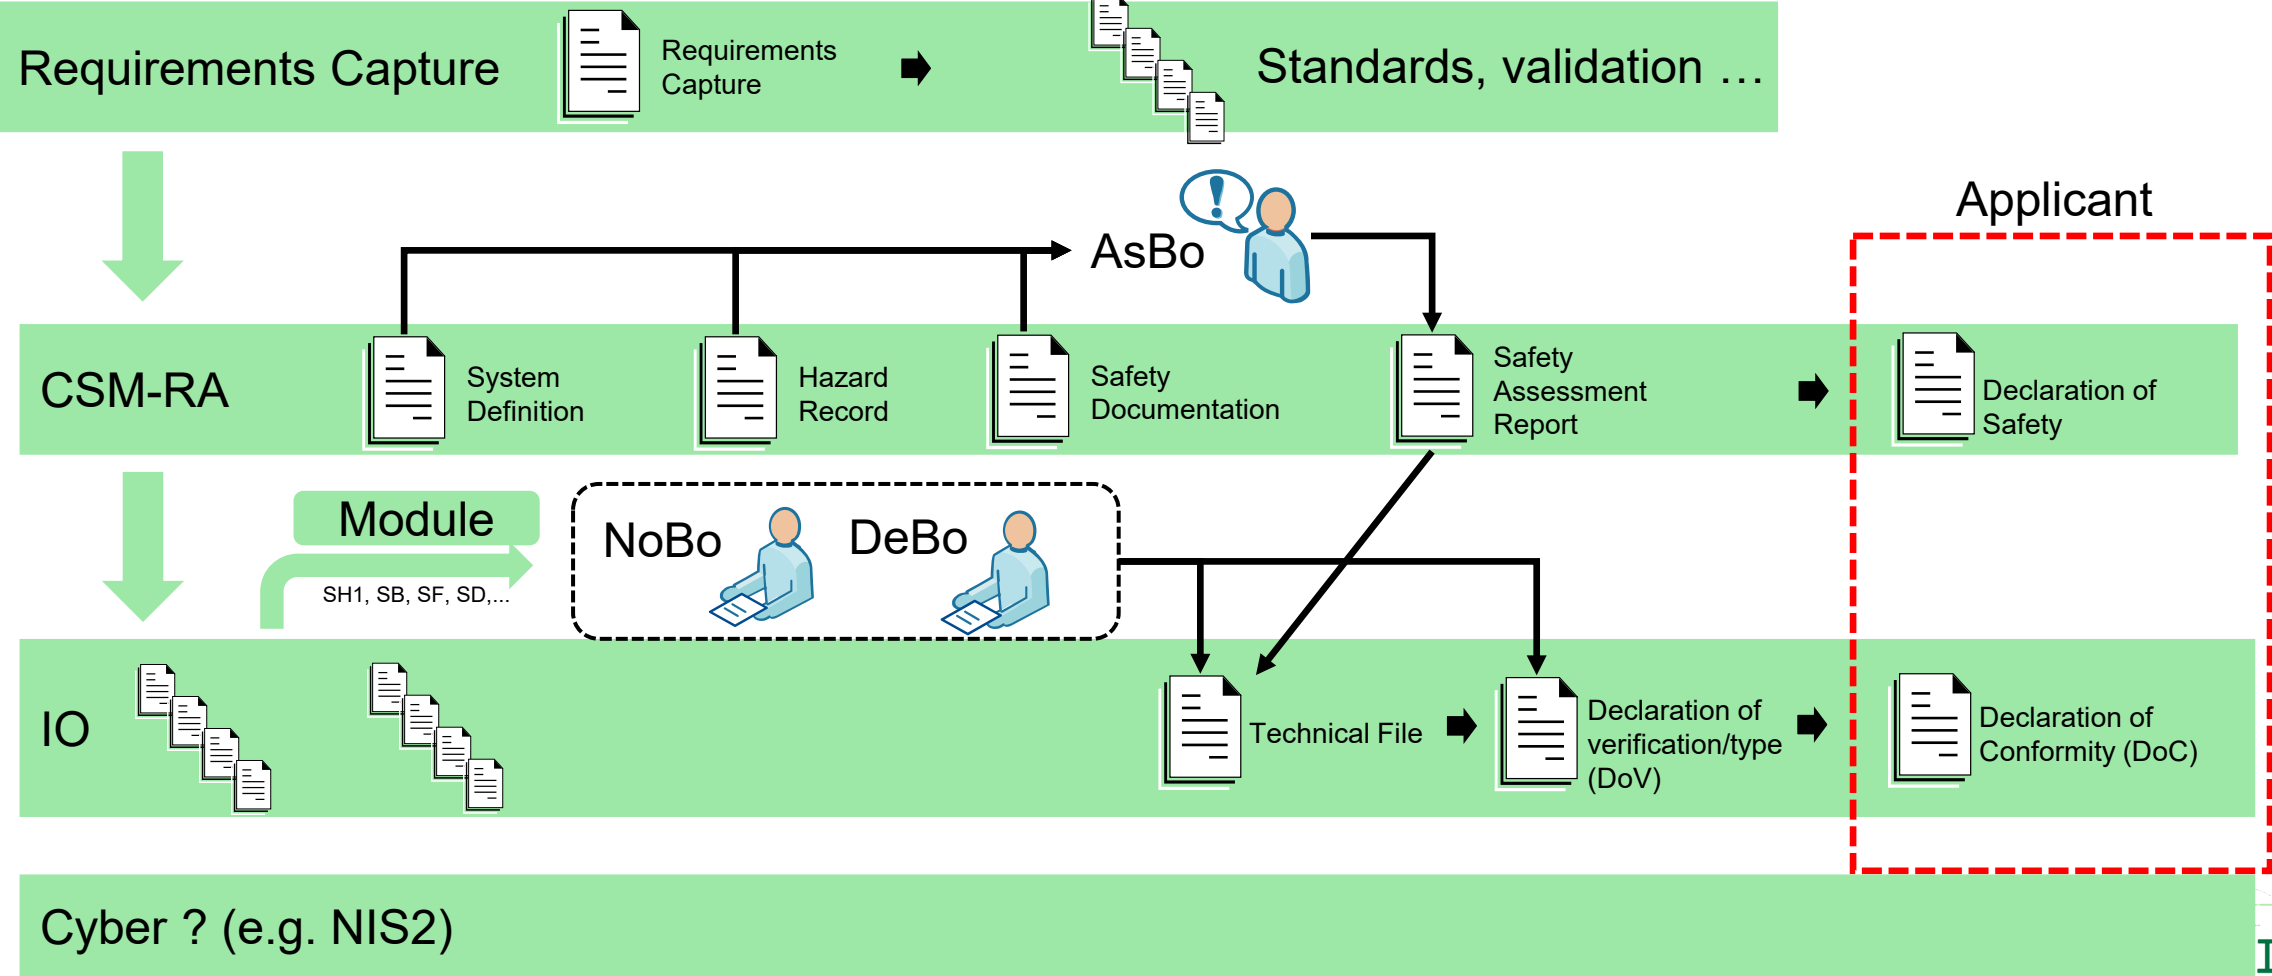 Requirements Capture
Requirements
Capture
Standards, validation …
Applicant
AsBo
CSM-RA
System
Definition
Hazard
Record
Safety
Documentation
Safety
Assessment
Report
Declaration of
Safety
Module
SH1, SB, SF, SD,...
NoBo
DeBo
IO
Technical File
Declaration of
verification/type
(DoV)
Declaration of
Conformity (DoC)
Cyber ? (e.g. NIS2)